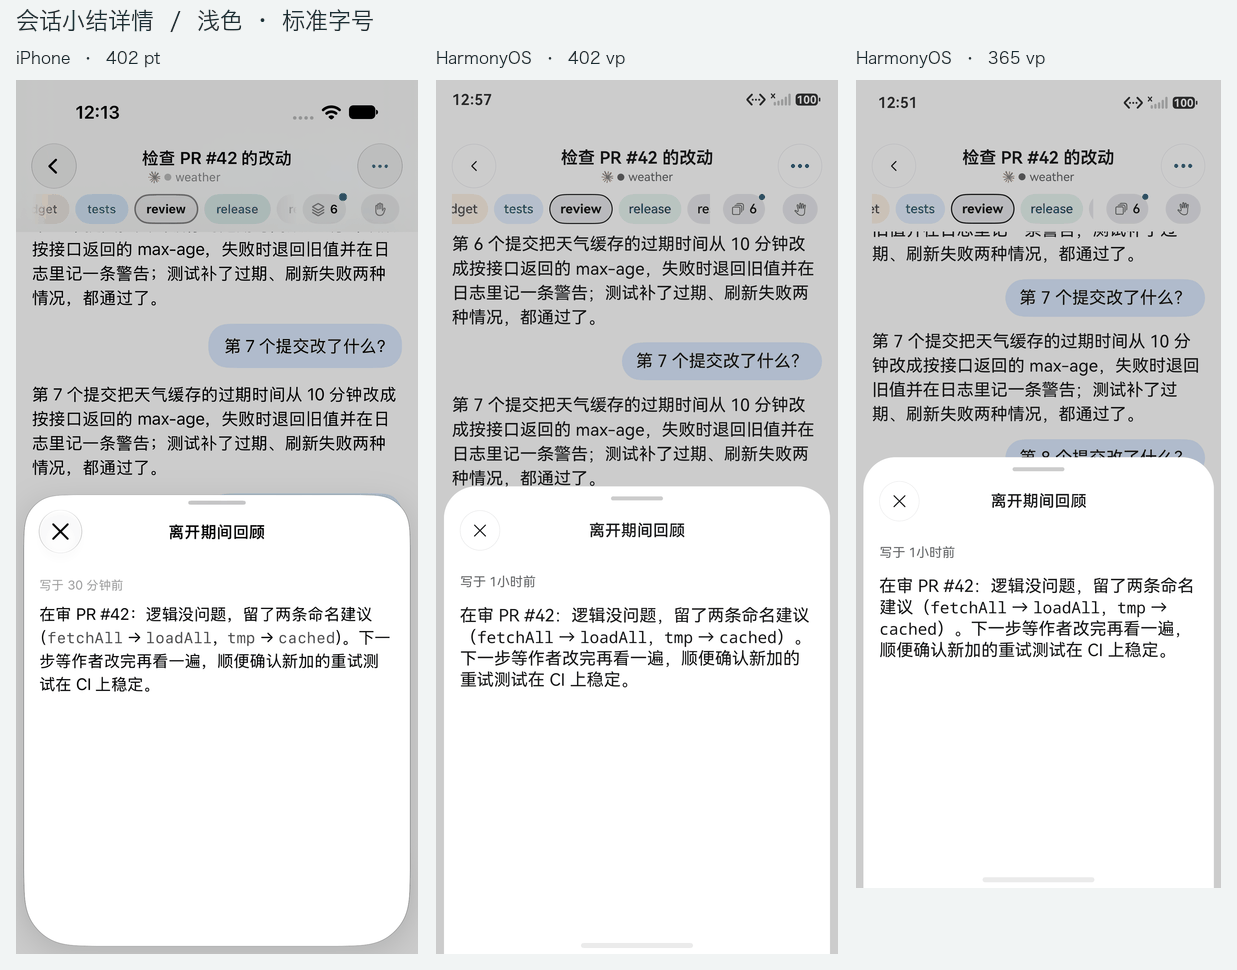 会话小结详情 / 浅色 · 标准字号
iPhone · 402 pt
12:13
检查 PR #42 的改动
weather
get
tests
review
release
6
按接口返回的 max-age，失败时退回旧值并在日
志里记一条警告；测试补了过期、刷新失败两种
情况，都通过了。
第 7 个提交改了什么？
第 7 个提交把天气缓存的过期时间从 10 分钟改成
按接口返回的 max-age，失败时退回旧值并在日
志里记一条警告；测试补了过期、刷新失败两种
情况，都通过了。
离开期间回顾
写于 30 分钟前
在审 PR #42：逻辑没问题，留了两条命名建议
（fetchAll → loadAll，tmp → cached）。下一
步等作者改完再看一遍，顺便确认新加的重试测
试在 CI 上稳定。
HarmonyOS · 402 vp
12:57
100
检查 PR #42 的改动
weather
dget
tests
review
release
re
6
第 6 个提交把天气缓存的过期时间从 10 分钟改
成按接口返回的 max-age，失败时退回旧值并在
日志里记一条警告；测试补了过期、刷新失败两
种情况，都通过了。
第 7 个提交改了什么？
第 7 个提交把天气缓存的过期时间从 10 分钟改
成按接口返回的 max-age，失败时退回旧值并在
日志里记一条警告；测试补了过期、刷新失败两
种情况，都通过了。
离开期间回顾
写于 1小时前
在审 PR #42：逻辑没问题，留了两条命名建议
（fetchAll → loadAll，tmp → cached）。
下一步等作者改完再看一遍，顺便确认新加的
重试测试在 CI 上稳定。
HarmonyOS · 365 vp
12:51
100
检查 PR #42 的改动
weather
et
tests
review
release
6
旧值并在日志里记一条警告；测试补了过
期、刷新失败两种情况，都通过了。
第 7 个提交改了什么？
第 7 个提交把天气缓存的过期时间从 10 分
钟改成按接口返回的 max-age，失败时退回
旧值并在日志里记一条警告；测试补了过
期、刷新失败两种情况，都通过了。
第 8 个提交改了什么？
离开期间回顾
写于 1小时前
在审 PR #42：逻辑没问题，留了两条命名
建议（fetchAll → loadAll，tmp →
cached）。下一步等作者改完再看一遍，
顺便确认新加的重试测试在 CI 上稳定。